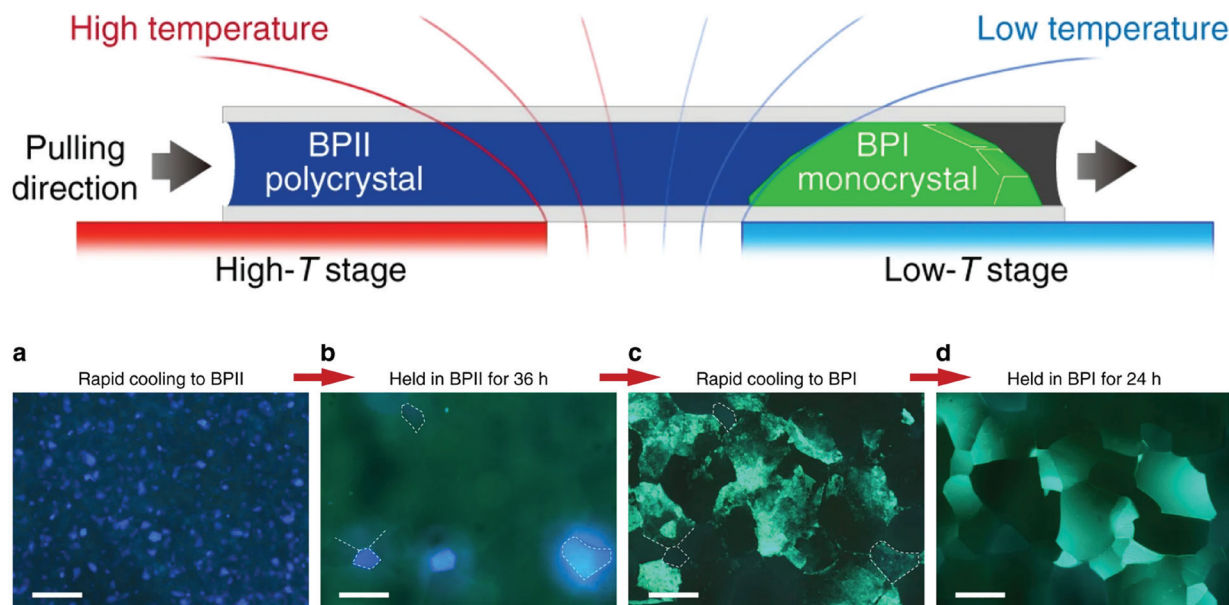 High temperature
Low temperature
Pulling
direction
BPII
polycrystal
BPI
monocrystal
High-T stage
Low-T stage
a
Rapid cooling to BPII
b
Held in BPII for 36 h
c
Rapid cooling to BPI
d
Held in BPI for 24 h